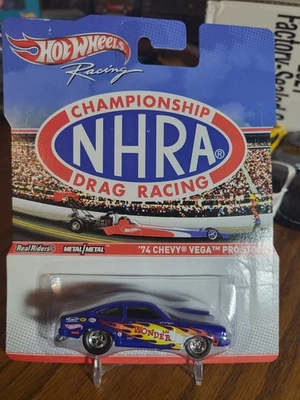 HOT WHEELS
Racing
CHAMPIONSHIP
NHRA®
DRAG RACING
Real Riders®
METAL/METAL
'74 CHEVY® VEGA™ PRO STOCK
WONDER